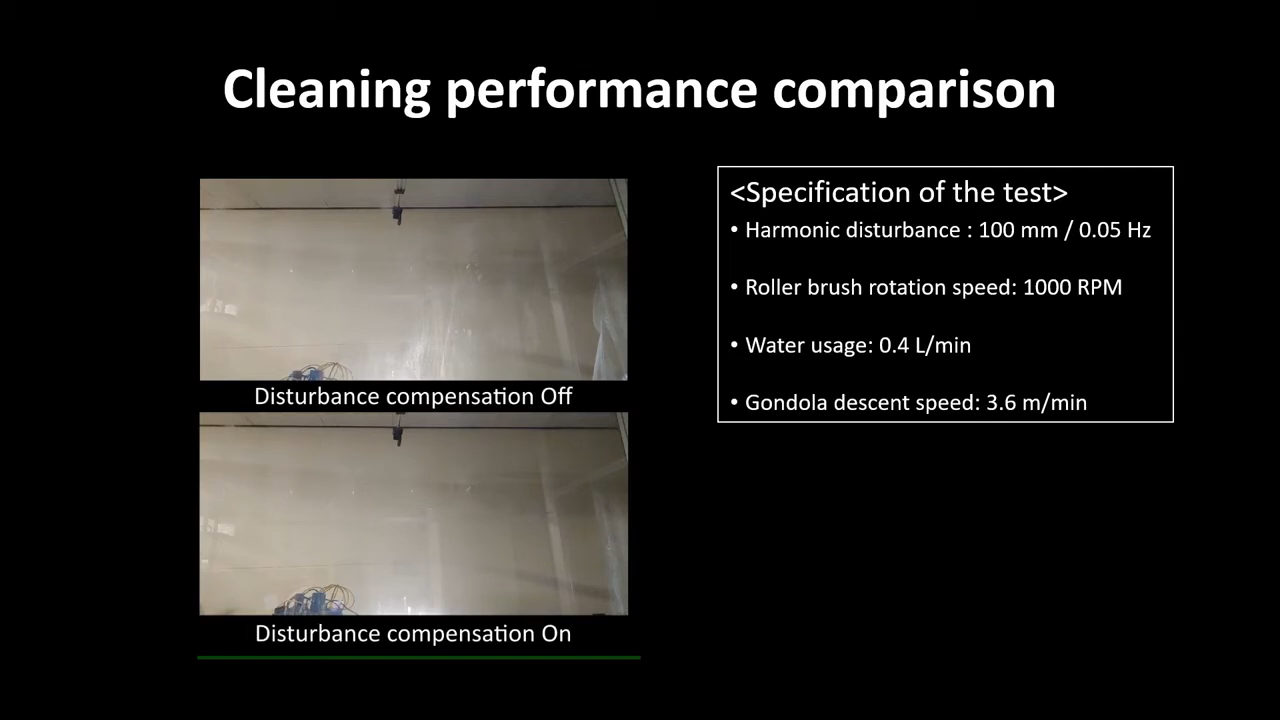 Cleaning performance comparison
Disturbance compensation Off
Disturbance compensation On
<Specification of the test>
• Harmonic disturbance : 100 mm / 0.05 Hz
• Roller brush rotation speed: 1000 RPM
• Water usage: 0.4 L/min
• Gondola descent speed: 3.6 m/min